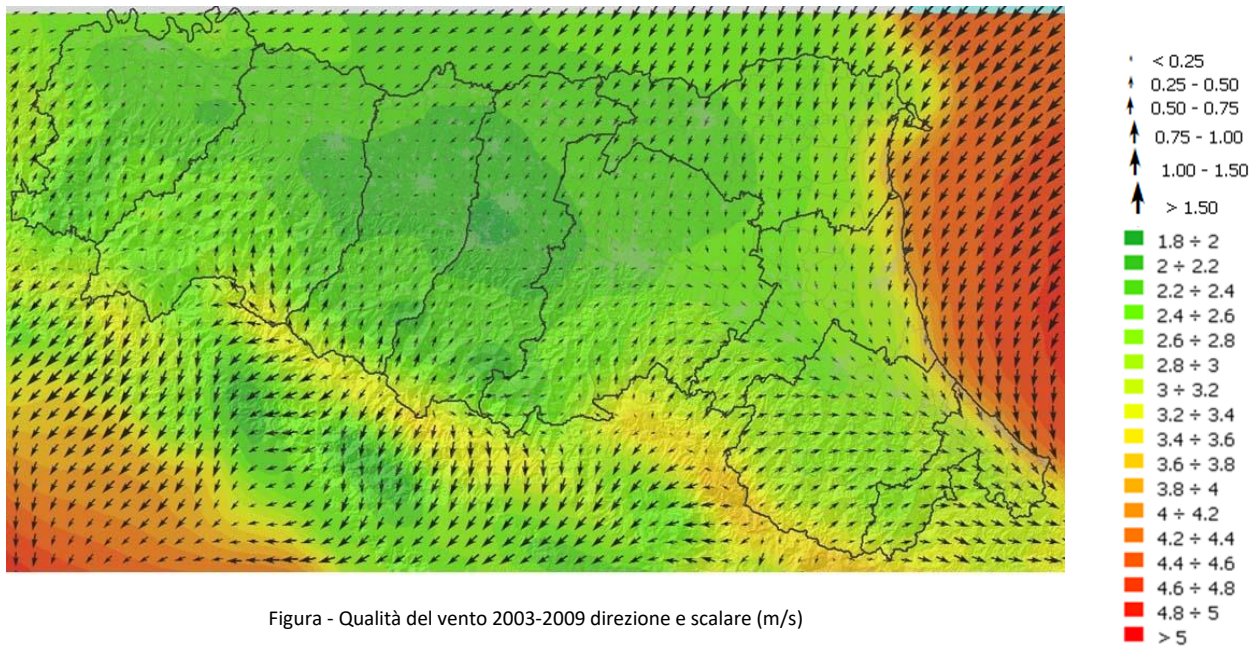 < 0.25
0.25 - 0.50
0.50 - 0.75
0.75 - 1.00
1.00 - 1.50
> 1.50
1.8 ÷ 2
2 ÷ 2.2
2.2 ÷ 2.4
2.4 ÷ 2.6
2.6 ÷ 2.8
2.8 ÷ 3
3 ÷ 3.2
3.2 ÷ 3.4
3.4 ÷ 3.6
3.6 ÷ 3.8
3.8 ÷ 4
4 ÷ 4.2
4.2 ÷ 4.4
4.4 ÷ 4.6
4.6 ÷ 4.8
4.8 ÷ 5
> 5
Figura - Qualità del vento 2003-2009 direzione e scalare (m/s)